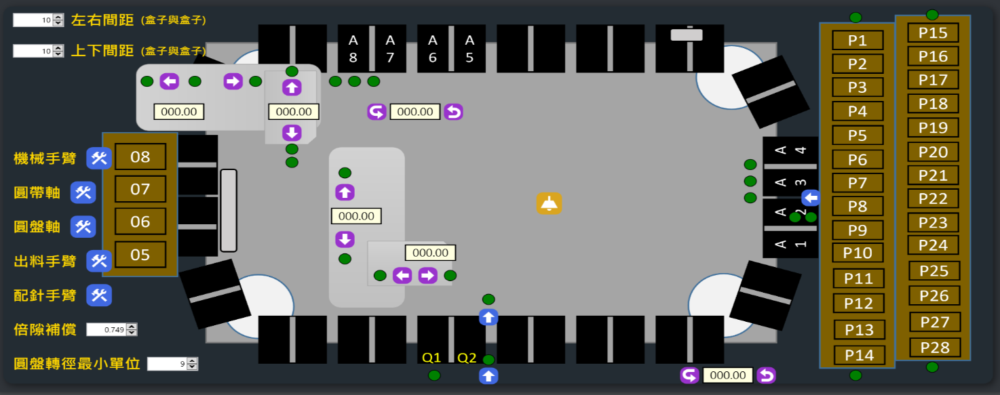 10 左右間距 (盒子與盒子)
10 上下間距 (盒子與盒子)
A 8
A 7
A 6
A 5
000.00
000.00
000.00
機械手臂
圓帶軸
圓盤軸
出料手臂
配針手臂
倍隙補償 0.749
圓盤轉徑最小單位 9
08
07
06
05
000.00
000.00
A 4
A 3
A 2
A 1
Q1 Q2
000.00
P1
P2
P3
P4
P5
P6
P7
P8
P9
P10
P11
P12
P13
P14
P15
P16
P17
P18
P19
P20
P21
P22
P23
P24
P25
P26
P27
P28